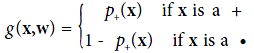 g(x,w) = { p₊(x) if x is a +
1 - p₊(x) if x is a •